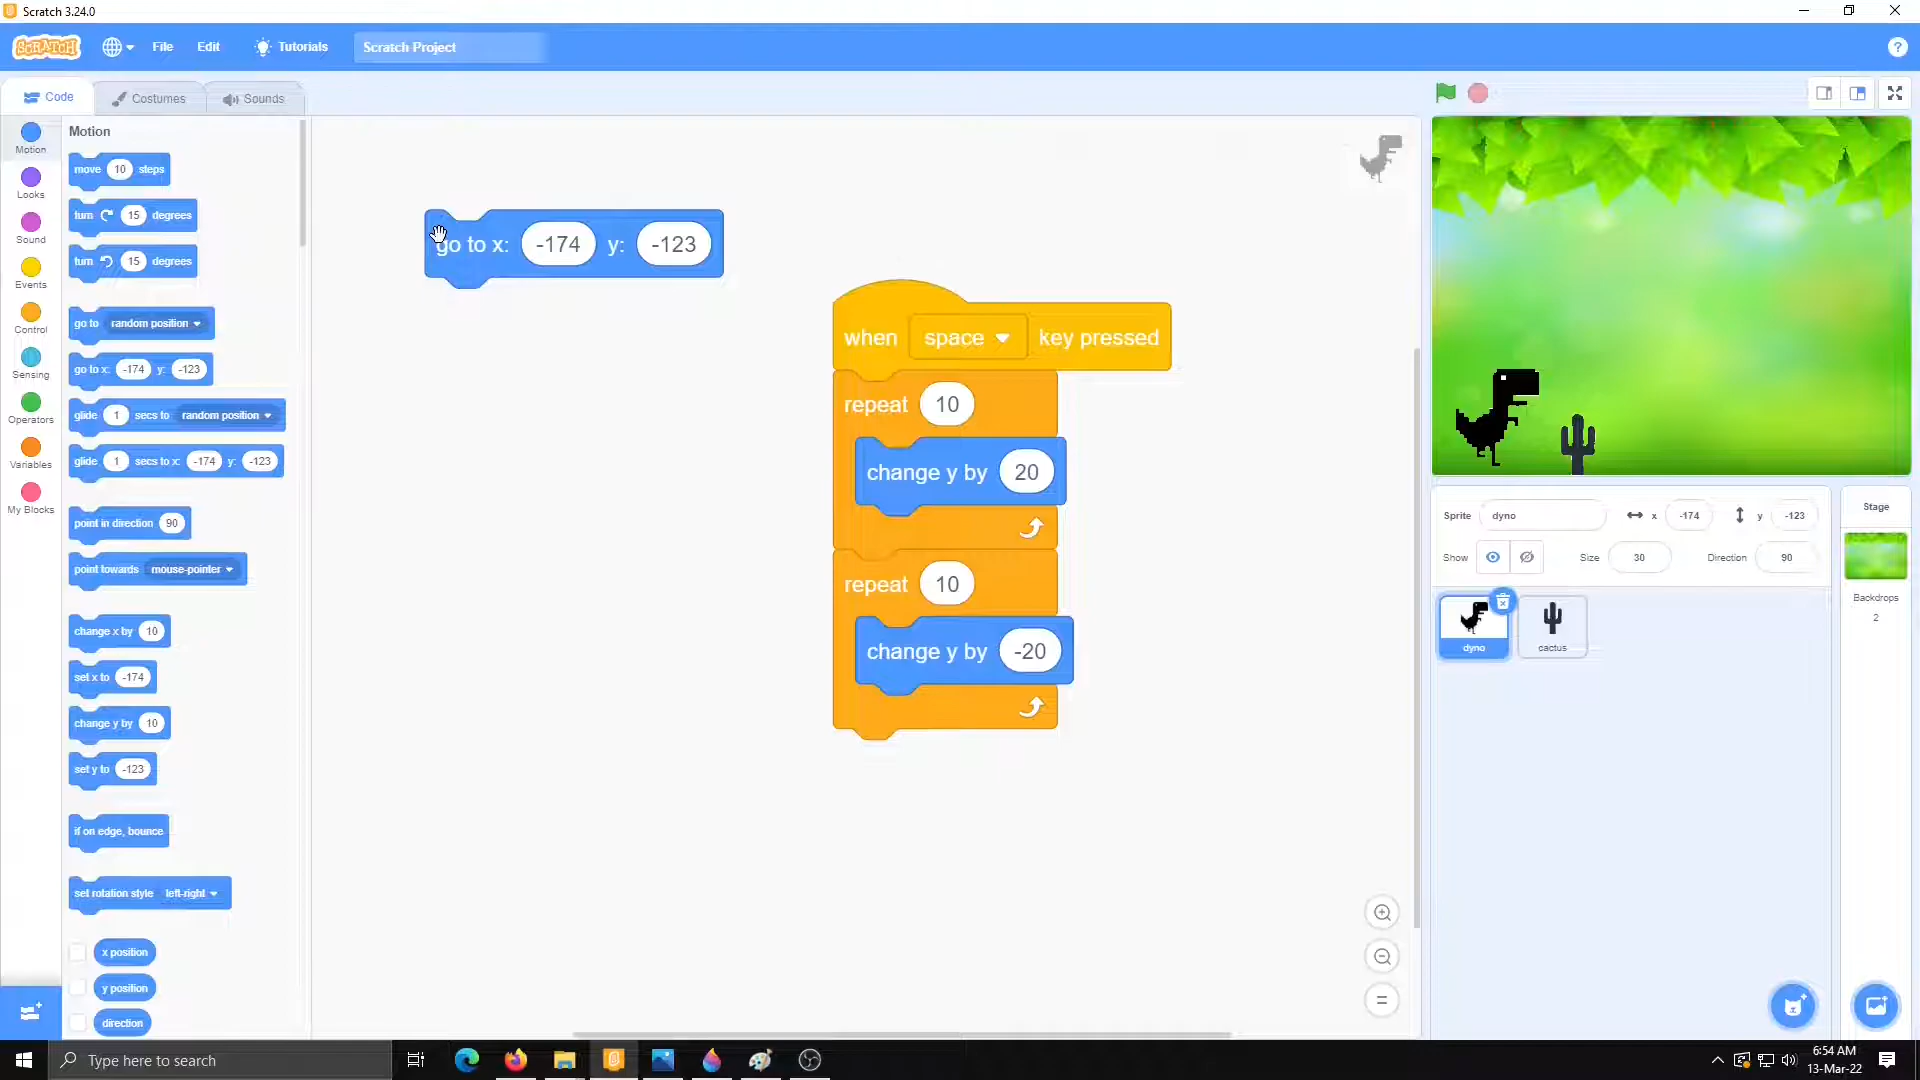 Scratch 3.24.0
SCRATCH
File
Edit
Tutorials
Scratch Project
?
Code
Costumes
Sounds
Motion
Looks
Sound
Events
Control
Sensing
Operators
Variables
My Blocks
Motion
move 10 steps
turn 15 degrees
turn 15 degrees
go to random position
go to x: -174 y: -123
glide 1 secs to random position
glide 1 secs to x: -174 y: -123
point in direction 90
point towards mouse-pointer
change x by 10
set x to -174
change y by 10
set y to -123
if on edge, bounce
set rotation style left-right
x position
y position
direction
go to x: -174 y: -123
when space key pressed
repeat 10
change y by 20
repeat 10
change y by -20
Sprite dyno x -174 y -123
Show Size 30 Direction 90
dyno
cactus
Stage
Backdrops
2
Type here to search
6:54 AM
13-Mar-22